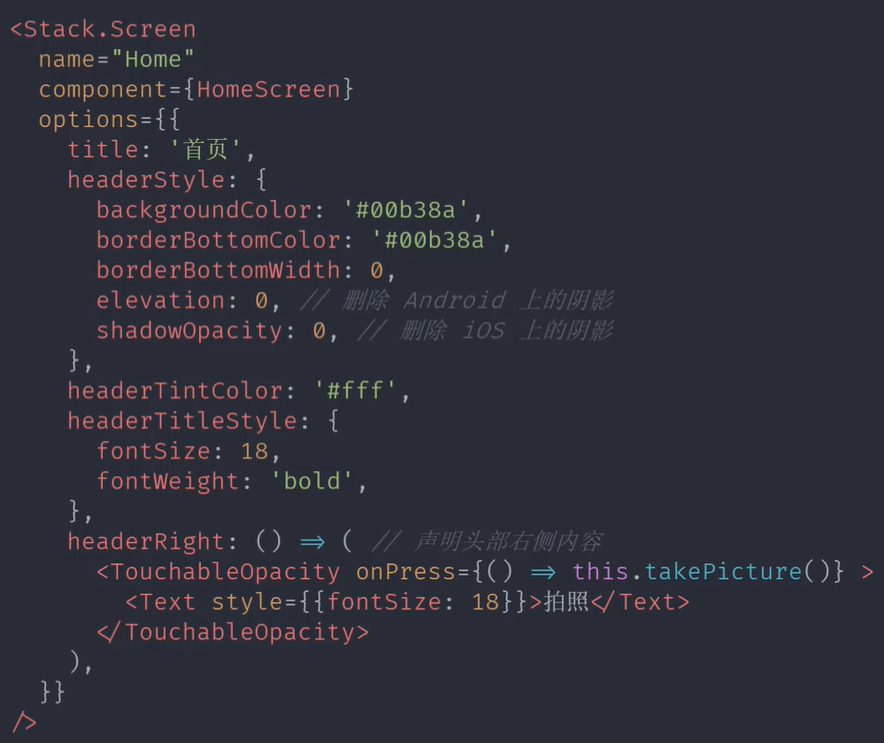 <Stack.Screen
  name="Home"
  component={HomeScreen}
  options={{
    title: '首页',
    headerStyle: {
      backgroundColor: '#00b38a',
      borderBottomColor: '#00b38a',
      borderBottomWidth: 0,
      elevation: 0, // 删除 Android 上的阴影
      shadowOpacity: 0, // 删除 iOS 上的阴影
    },
    headerTintColor: '#fff',
    headerTitleStyle: {
      fontSize: 18,
      fontWeight: 'bold',
    },
    headerRight: () => ( // 声明头部右侧内容
      <TouchableOpacity onPress={() => this.takePicture()} >
        <Text style={{fontSize: 18}}>拍照</Text>
      </TouchableOpacity>
    ),
  }}
/>